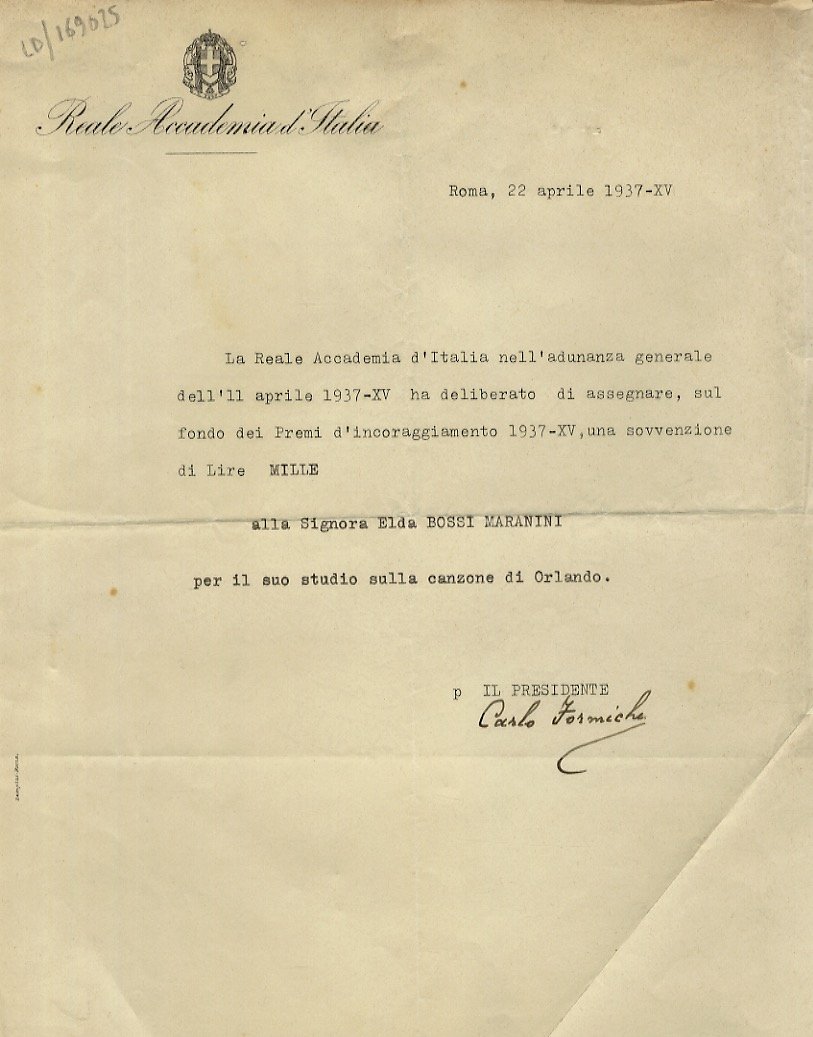 LD/169025
Reale Accademia d'Italia
Roma, 22 aprile 1937-XV
La Reale Accademia d'Italia nell'adunanza generale
dell'11 aprile 1937-XV ha deliberato di assegnare, sul
fondo dei Premi d'incoraggiamento 1937-XV,una sovvenzione
di Lire MILLE
alla Signora Elda BOSSI MARANINI
per il suo studio sulla canzone di Orlando.
p IL PRESIDENTE
Carlo Formichi